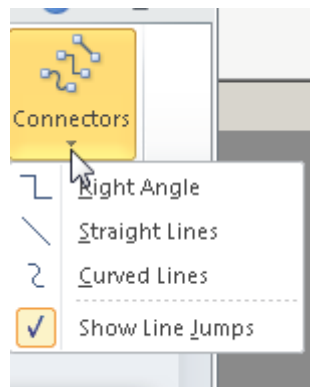 Connectors
Right Angle
Straight Lines
Curved Lines
Show Line Jumps